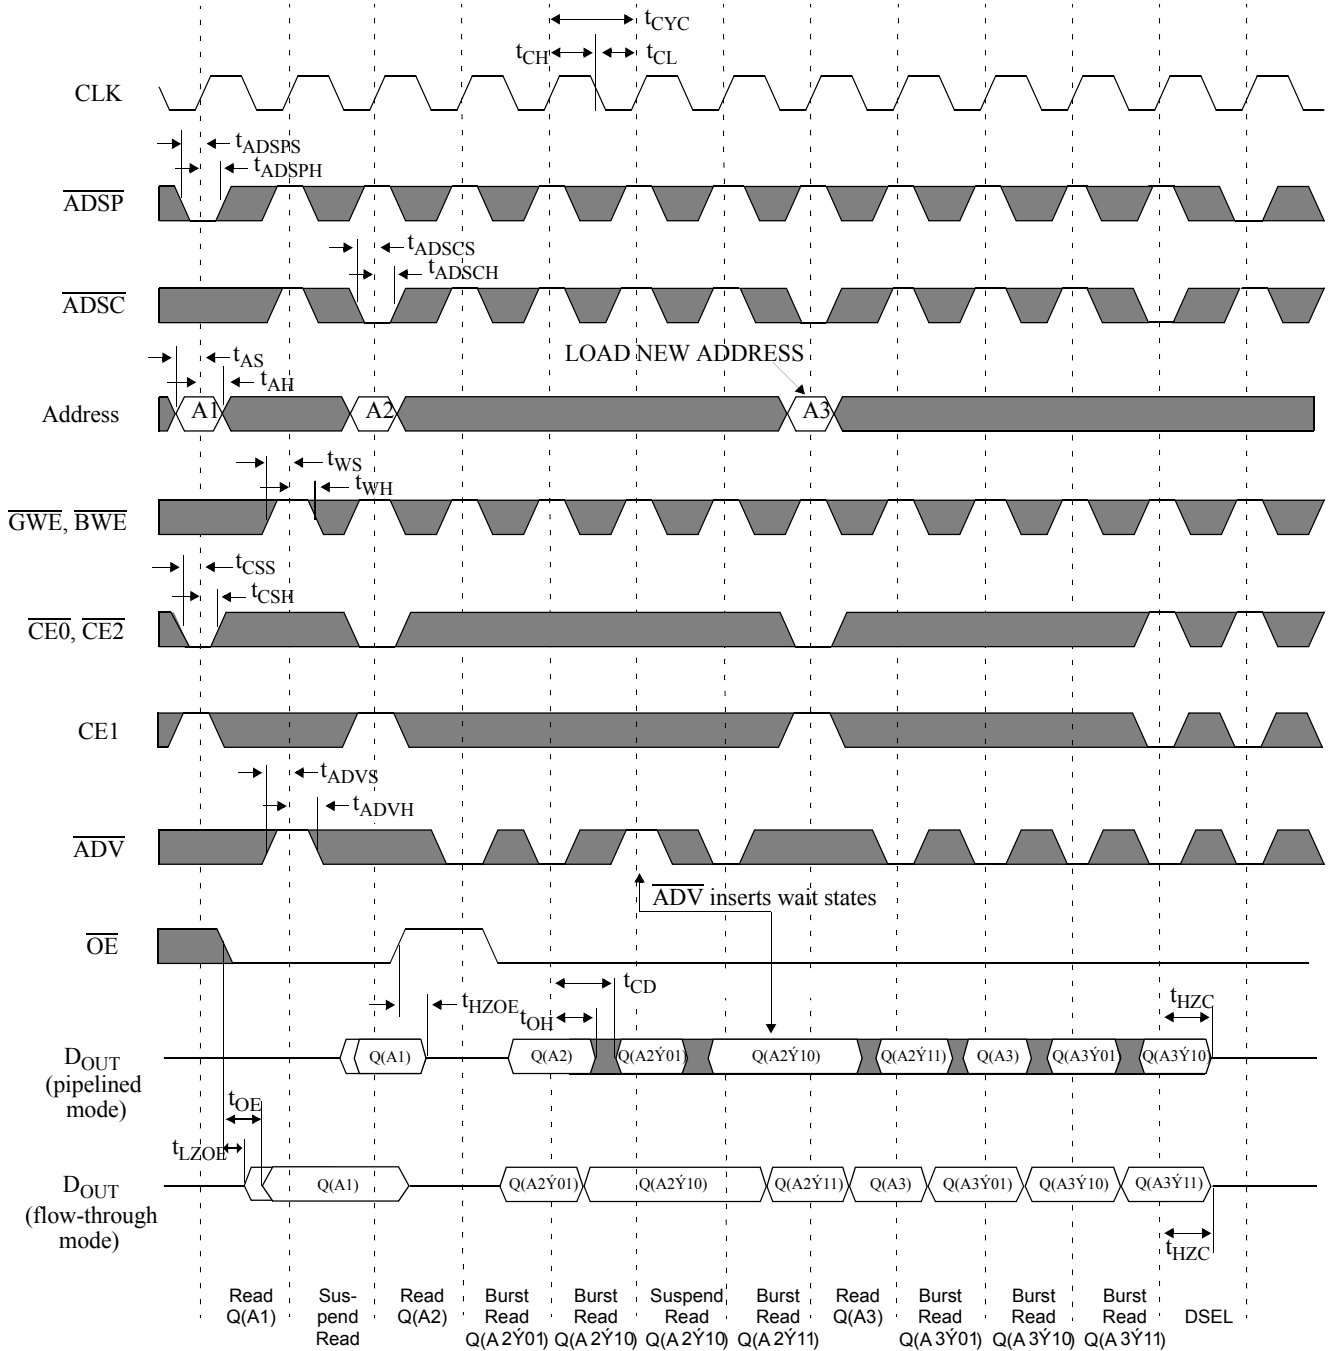 tCYC
tCH
tCL
CLK
tADSPS
tADSPH
ADSP
tADSCS
tADSCH
ADSC
LOAD NEW ADDRESS
tAS
tAH
Address
A1
A2
A3
tWS
tWH
GWE, BWE
tCSS
tCSH
CE0, CE2
CE1
tADVS
tADVH
ADV
ADV inserts wait states
OE
tCD
tHZOE
tOH
tHZC
DOUT
(pipelined
mode)
Q(A1)
Q(A2)
Q(A2Ý01)
Q(A2Ý10)
Q(A2Ý11)
Q(A3)
Q(A3Ý01)
Q(A3Ý10)
tOE
tLZOE
DOUT
(flow-through
mode)
Q(A1)
Q(A2Ý01)
Q(A2Ý10)
Q(A2Ý11)
Q(A3)
Q(A3Ý01)
Q(A3Ý10)
Q(A3Ý11)
tHZC
Read
Q(A1)
Sus-
pend
Read
Read
Q(A2)
Burst
Read
Q(A2Ý01)
Burst
Read
Q(A2Ý10)
Suspend
Read
Q(A2Ý10)
Burst
Read
Q(A2Ý11)
Read
Q(A3)
Burst
Read
Q(A3Ý01)
Burst
Read
Q(A3Ý10)
Burst
Read
Q(A3Ý11)
DSEL